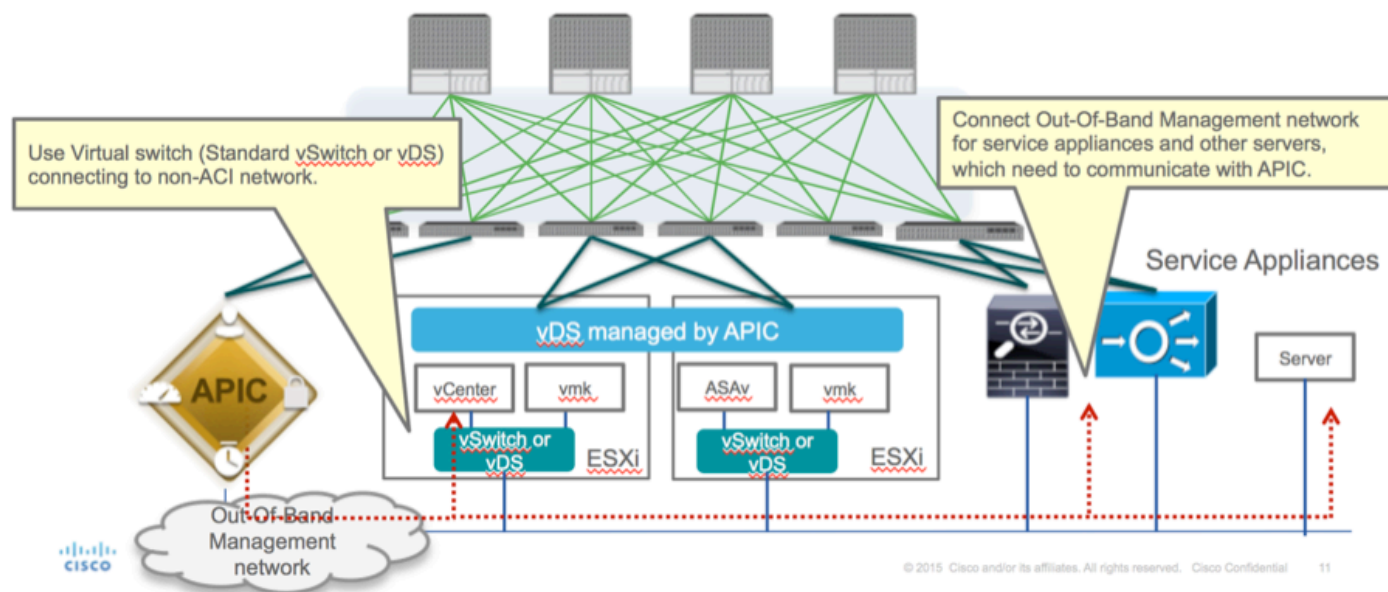 Use Virtual switch (Standard vSwitch or vDS)
connecting to non-ACI network.
Connect Out-Of-Band Management network
for service appliances and other servers,
which need to communicate with APIC.
Service Appliances
vDS managed by APIC
APIC
vCenter
vmk
ASAv
vmk
Server
vSwitch or
vDS
ESXi
vSwitch or
vDS
ESXi
Out-Of-Band
Management
network
CISCO
© 2015 Cisco and/or its affiliates. All rights reserved. Cisco Confidential 11